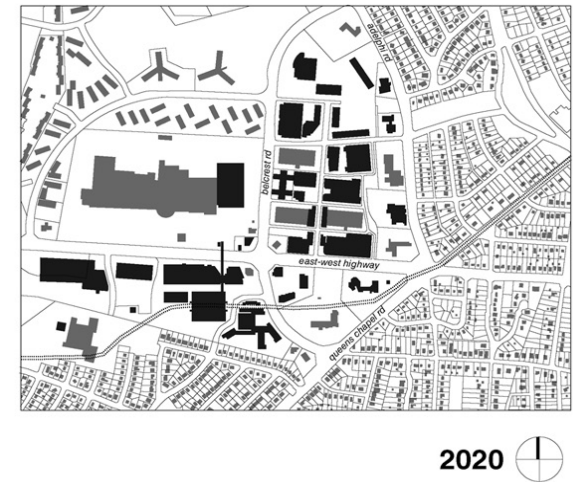 adelphi rd
belcrest rd
east-west highway
queens chapel rd
2020